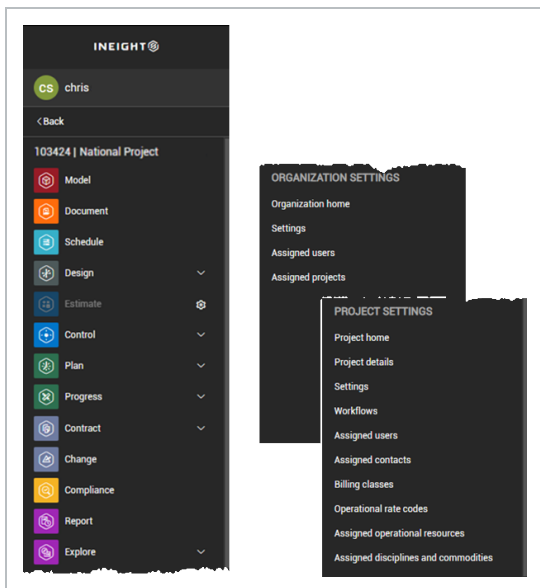 INEIGHT
CS chris
<Back
103424 | National Project
Model
Document
Schedule
Design
Estimate
Control
Plan
Progress
Contract
Change
Compliance
Report
Explore
ORGANIZATION SETTINGS
Organization home
Settings
Assigned users
Assigned projects
PROJECT SETTINGS
Project home
Project details
Settings
Workflows
Assigned users
Assigned contacts
Billing classes
Operational rate codes
Assigned operational resources
Assigned disciplines and commodities